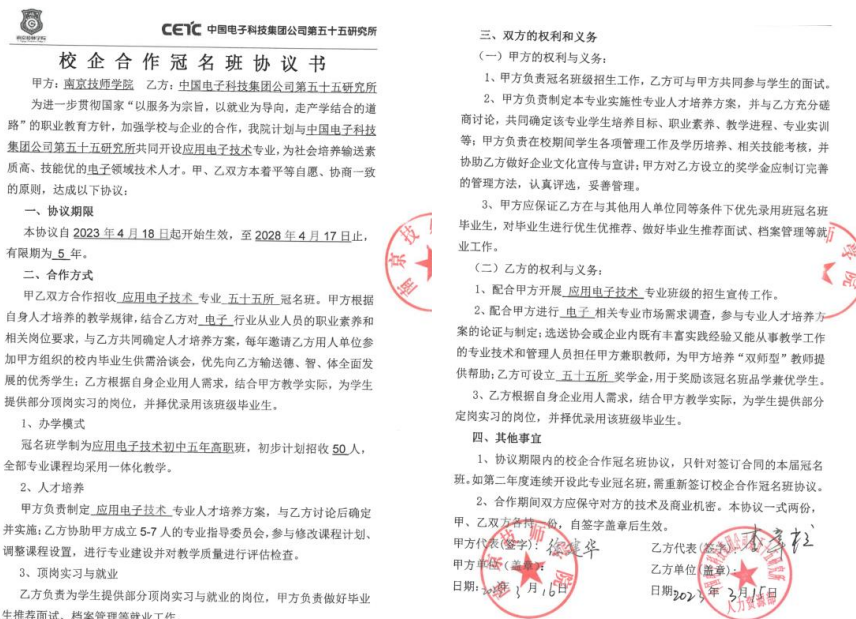 CETC 中国电子科技集团公司第五十五研究所
校企合作冠名班协议书
甲方：南京技师学院 乙方：中国电子科技集团公司第五十五研究所
为进一步贯彻国家“以服务为宗旨，以就业为导向，走产学结合的道
路”的职业教育方针，加强学校与企业的合作，我院计划与中国电子科技
集团公司第五十五研究所共同开设应用电子技术专业，为社会培养输送素
质高、技能优的电子领域技术人才。甲、乙双方本着平等自愿、协商一致
的原则，达成以下协议：
一、协议期限
本协议自 2023 年 4 月 18 日起开始生效，至 2028 年 4 月 17 日止，
有限期为 5 年。
二、合作方式
甲乙双方合作招收 应用电子技术 专业 五十五所 冠名班。甲方根据
自身人才培养的教学规律，结合乙方对 电子 行业从业人员的职业素养和
相关岗位要求，与乙方共同确定人才培养方案，每年邀请乙方用人单位参
加甲方组织的校内毕业生供需洽谈会，优先向乙方输送德、智、体全面发
展的优秀学生；乙方根据自身企业用人需求，结合甲方教学实际，为学生
提供部分顶岗实习的岗位，并择优录用该班级毕业生。
1、办学模式
冠名班学制为应用电子技术初中五年高职班，初步计划招收 50 人，
全部专业课程均采用一体化教学。
2、人才培养
甲方负责制定 应用电子技术 专业人才培养方案，与乙方讨论后确定
并实施；乙方协助甲方成立 5-7 人的专业指导委员会，参与修改课程计划、
调整课程设置，进行专业建设并对教学质量进行评估检查。
3、顶岗实习与就业
乙方负责为学生提供部分顶岗实习与就业的岗位，甲方负责做好毕业
生推荐面试、档案管理等就业工作。
三、双方的权利和义务
（一）甲方的权利与义务：
1、甲方负责冠名班级招生工作，乙方可与甲方共同参与学生的面试。
2、甲方负责制定本专业实施性专业人才培养方案，并与乙方充分磋
商讨论，共同确定该专业学生培养目标、职业素养、教学进程、专业实训
等；甲方负责在校期间学生各项管理工作及学历培养、相关技能考核，并
协助乙方做好企业文化宣传与宣讲；甲方对乙方设立的奖学金应制订完善
的管理方法，认真评选，妥善管理。
3、甲方应保证乙方在与其他用人单位同等条件下优先录用班冠名班
毕业生，对毕业生进行优生优推荐、做好毕业生推荐面试、档案管理等就
业工作。
（二）乙方的权利与义务：
1、配合甲方开展 应用电子技术 专业班级的招生宣传工作。
2、配合甲方进行 电子 相关专业市场需求调查，参与专业人才培养方
案的论证与制定；选送协会或企业内既有丰富实践经验又能从事教学工作
的专业技术和管理人员担任甲方兼职教师，为甲方培养“双师型”教师提
供帮助；乙方可设立 五十五所 奖学金，用于奖励该冠名班品学兼优学生。
3、乙方根据自身企业用人需求，结合甲方教学实际，为学生提供部分
定岗实习的岗位，并择优录用该班级毕业生。
四、其他事宜
1、协议期限内的校企合作冠名班协议，只针对签订合同的本届冠名
班。如第二年度连续开设此专业冠名班，需重新签订校企合作冠名班协议。
2、合作期间双方应保守对方的技术及商业机密。本协议一式两份，
甲、乙双方各持一份，自签字盖章后生效。
甲方代表（签字）： 乙方代表（签字）：
甲方单位（盖章）： 乙方单位（盖章）：
日期：2023年 3 月 16 日 日期：2023 年 3 月 15 日
人力资源部